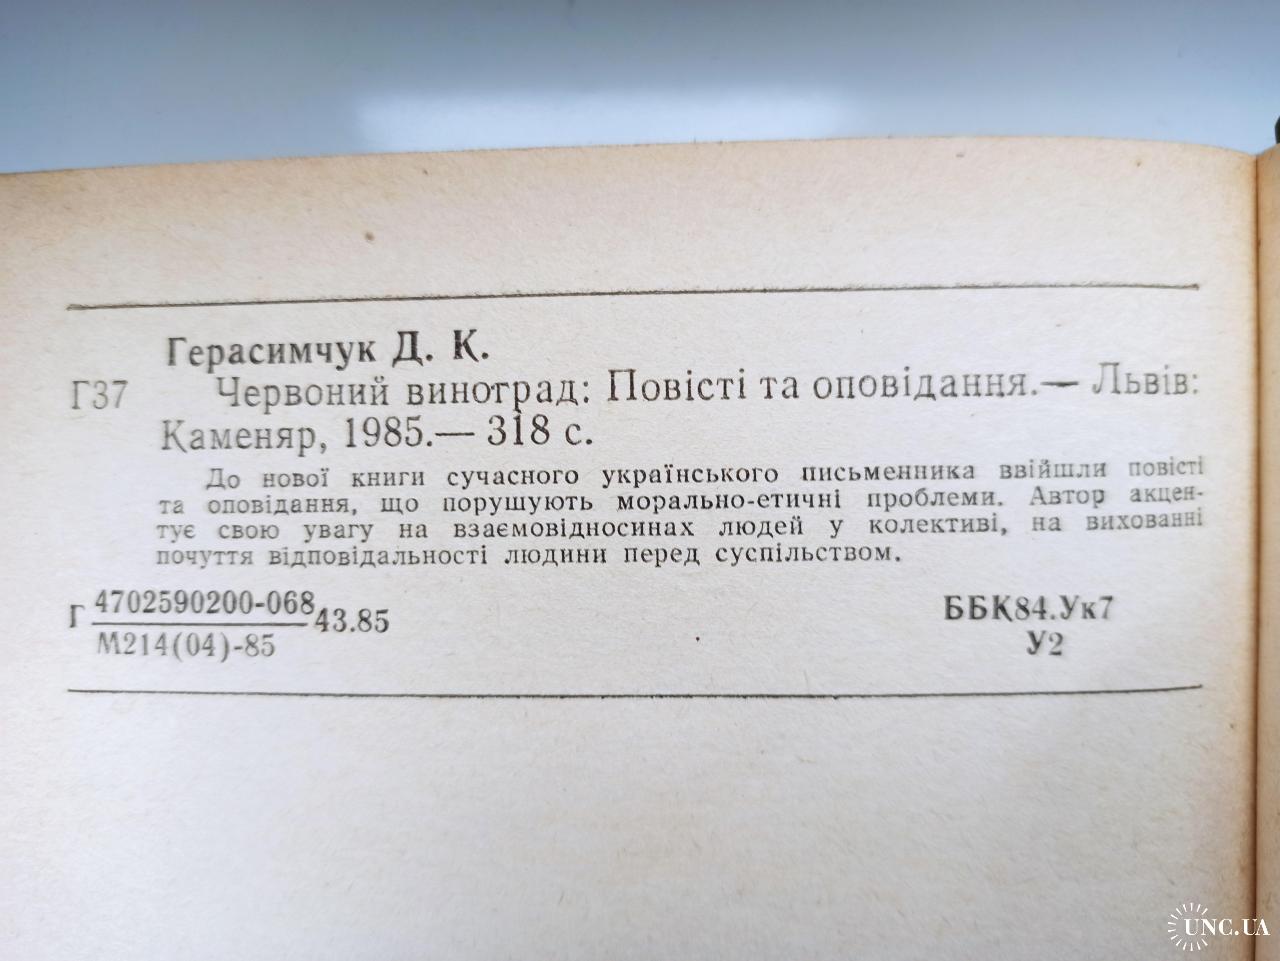 Герасимчук Д. К.
Г37 Червоний виноград: Повісті та оповідання.— Львів:
Каменяр, 1985.— 318 с.
До нової книги сучасного українського письменника ввійшли повісті
та оповідання, що порушують морально-етичні проблеми. Автор акцен-
тує свою увагу на взаємовідносинах людей у колективі, на вихованні
почуття відповідальності людини перед суспільством.
Г 4702590200-068 43.85
М214(04)-85
ББК84.Ук7
У2
UNC.UA